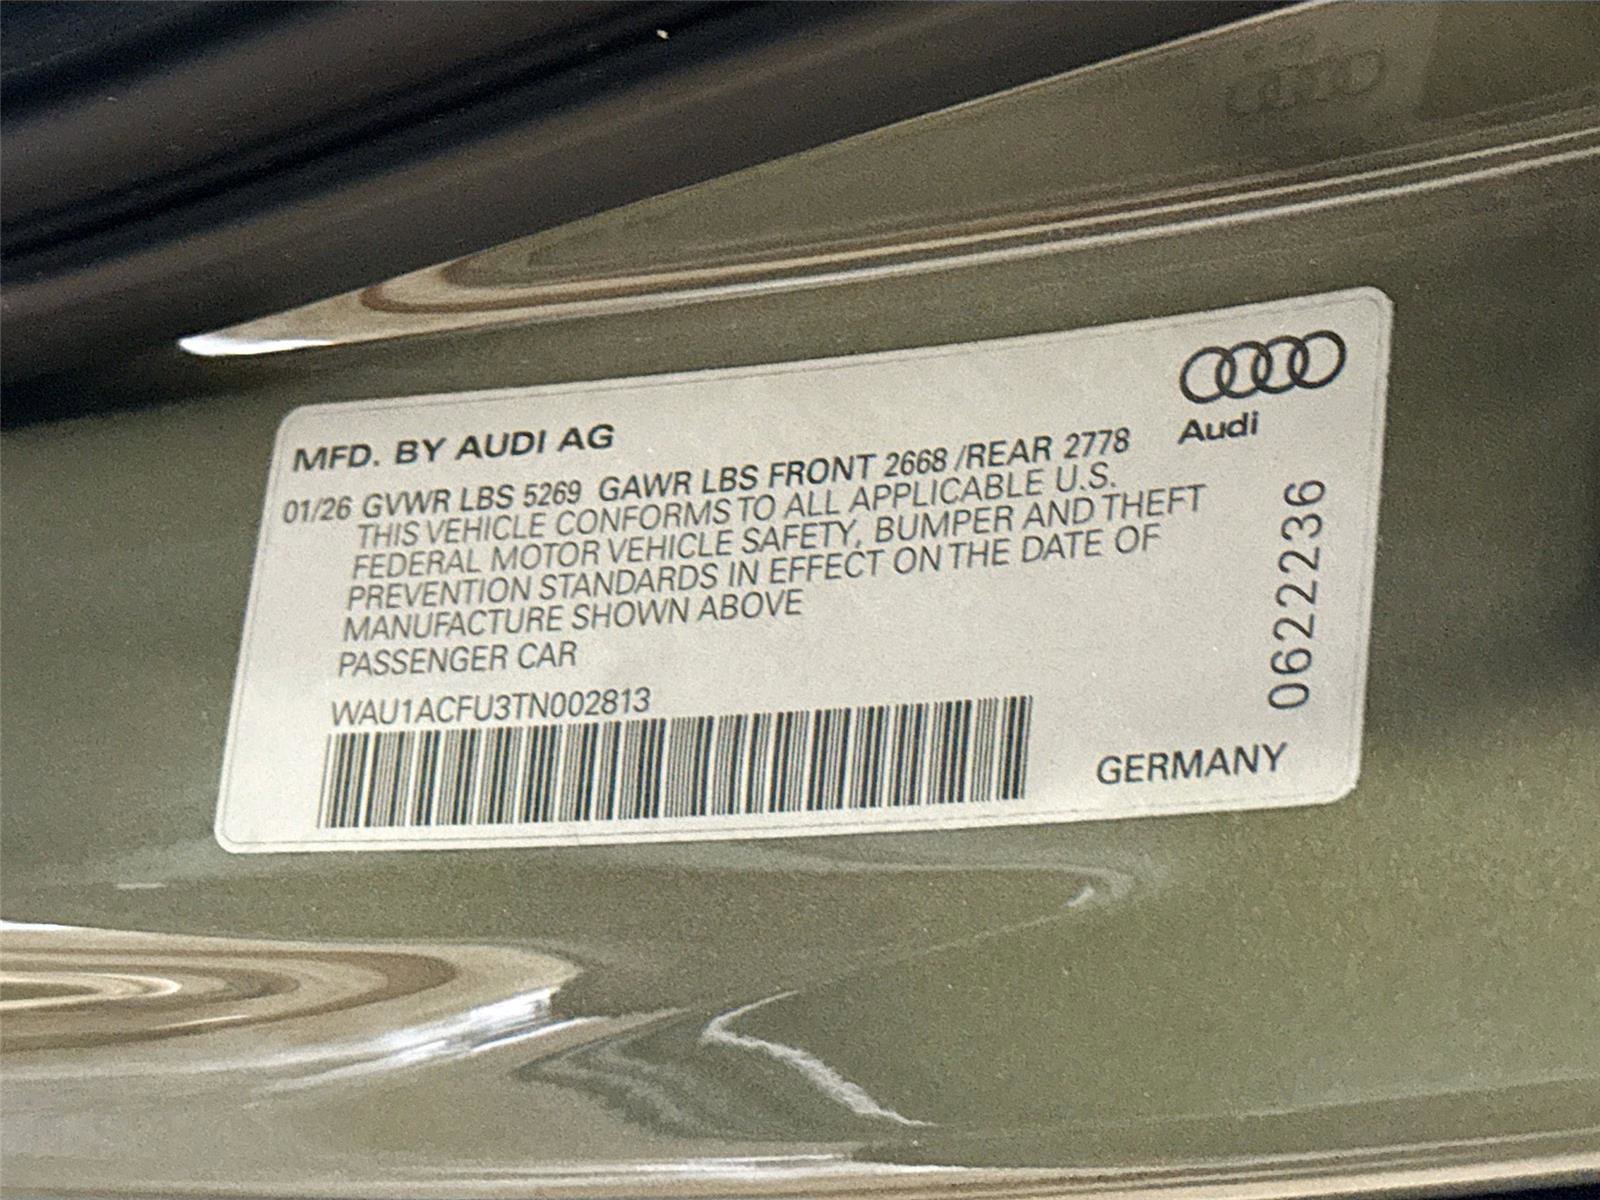 MFD. BY AUDI AG
Audi
01/26 GVWR LBS 5269 GAWR LBS FRONT 2668 /REAR 2778
THIS VEHICLE CONFORMS TO ALL APPLICABLE U.S.
FEDERAL MOTOR VEHICLE SAFETY, BUMPER AND THEFT
PREVENTION STANDARDS IN EFFECT ON THE DATE OF
MANUFACTURE SHOWN ABOVE
PASSENGER CAR
WAU1ACFU3TN002813
GERMANY
0622236